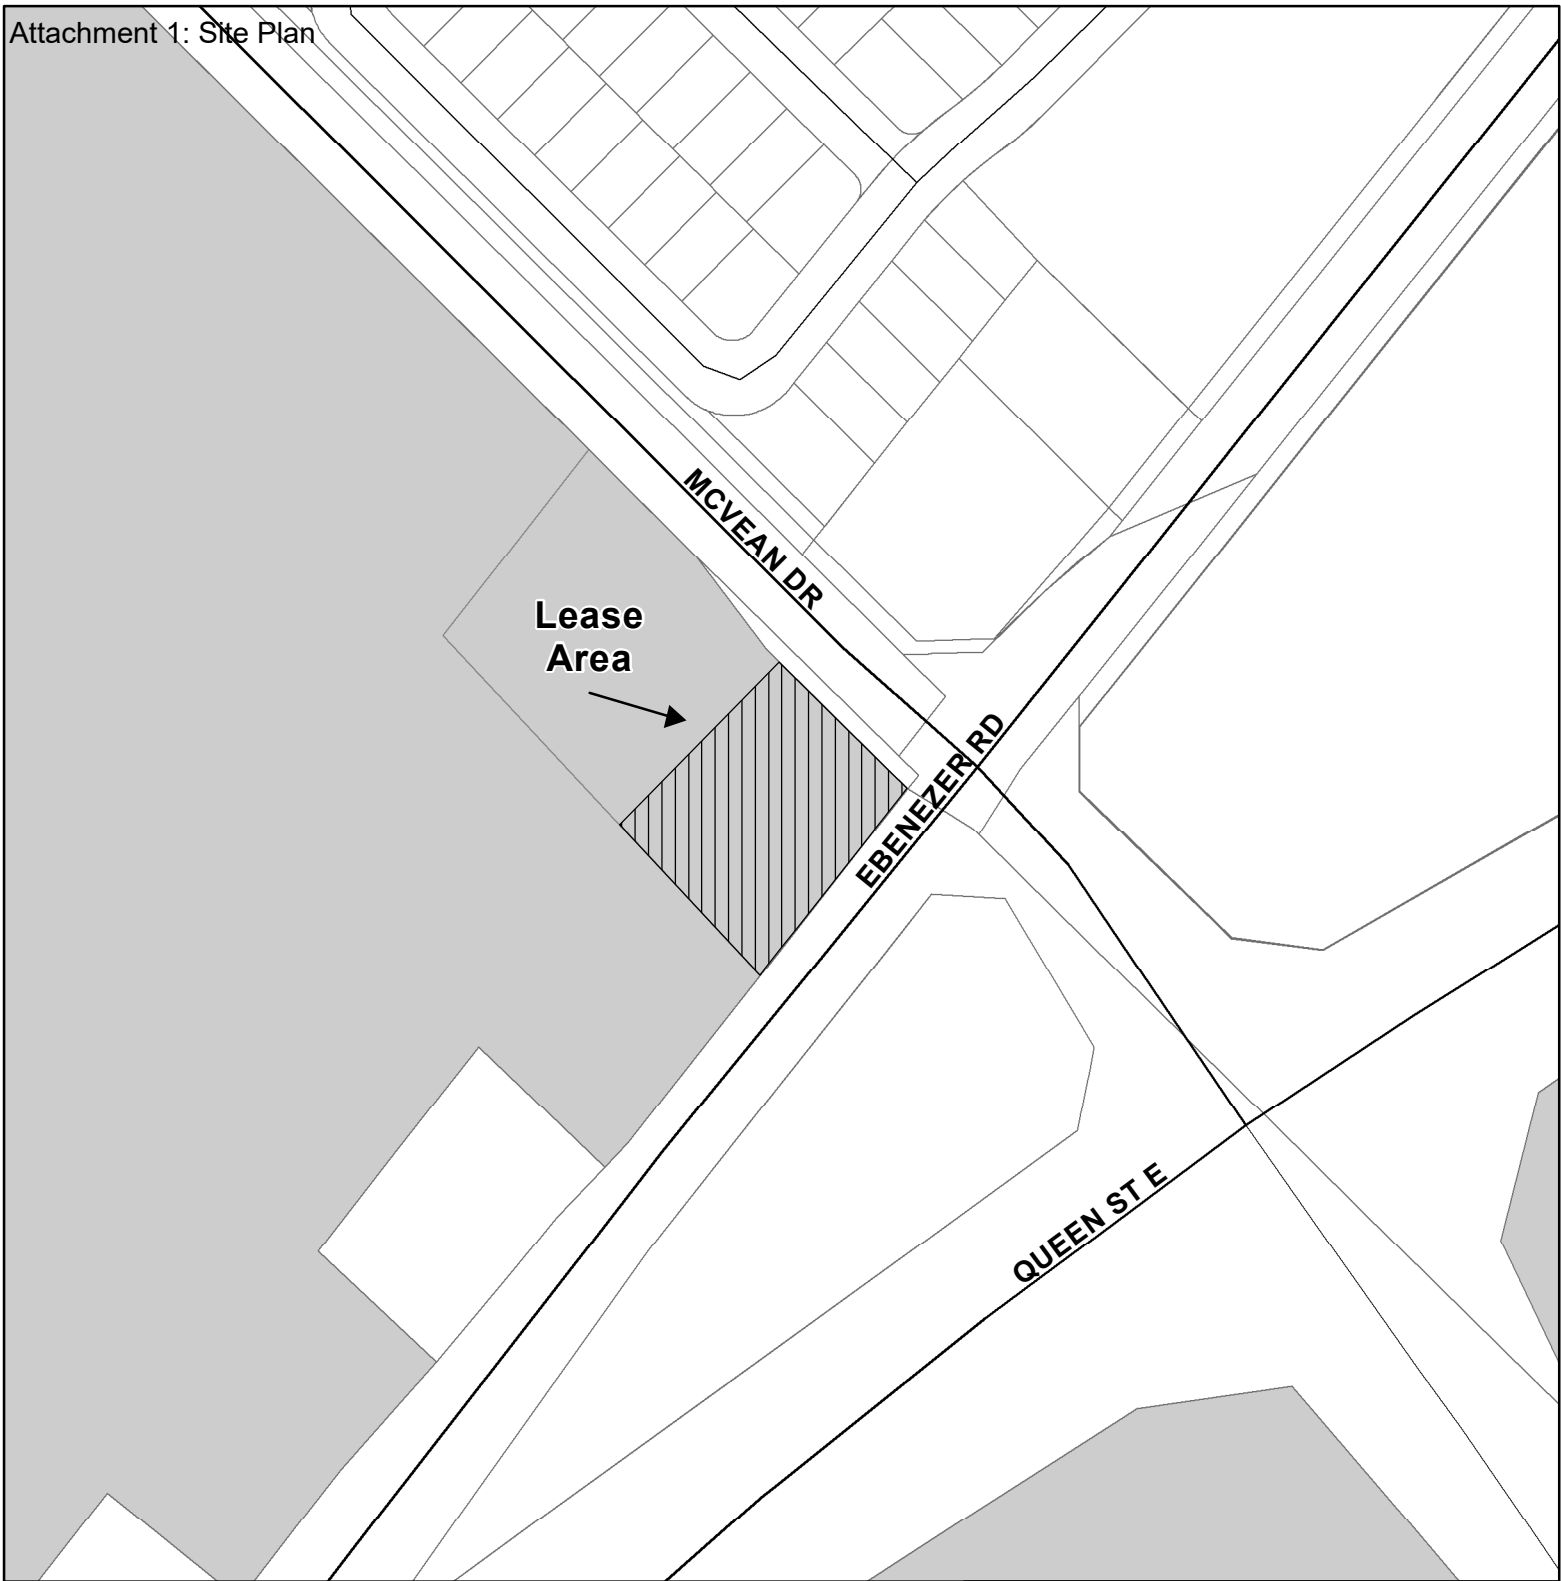 Attachment 1: Site Plan
MCVEAN DR
Lease
Area
EBENEZER RD
QUEEN ST E